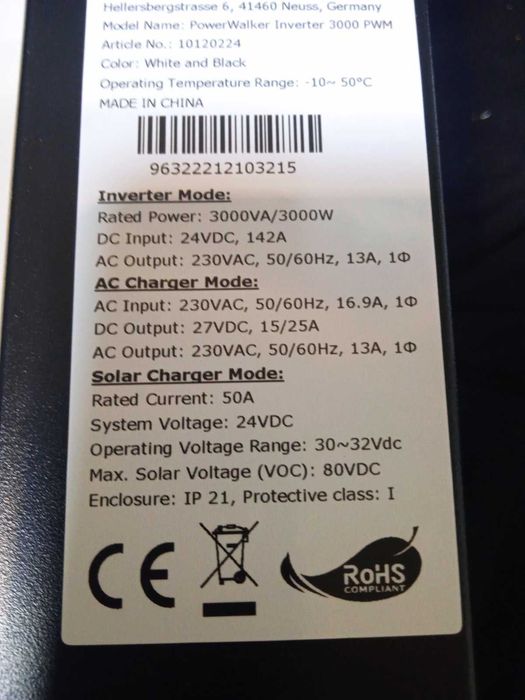 Hellersbergstrasse 6, 41460 Neuss, Germany
Model Name: PowerWalker Inverter 3000 PWM
Article No.: 10120224
Color: White and Black
Operating Temperature Range: -10~ 50°C
MADE IN CHINA
96322212103215
Inverter Mode:
Rated Power: 3000VA/3000W
DC Input: 24VDC, 142A
AC Output: 230VAC, 50/60Hz, 13A, 1Φ
AC Charger Mode:
AC Input: 230VAC, 50/60Hz, 16.9A, 1Φ
DC Output: 27VDC, 15/25A
AC Output: 230VAC, 50/60Hz, 13A, 1Φ
Solar Charger Mode:
Rated Current: 50A
System Voltage: 24VDC
Operating Voltage Range: 30~32Vdc
Max. Solar Voltage (VOC): 80VDC
Enclosure: IP 21, Protective class: I
CE
RoHS
COMPLIANT